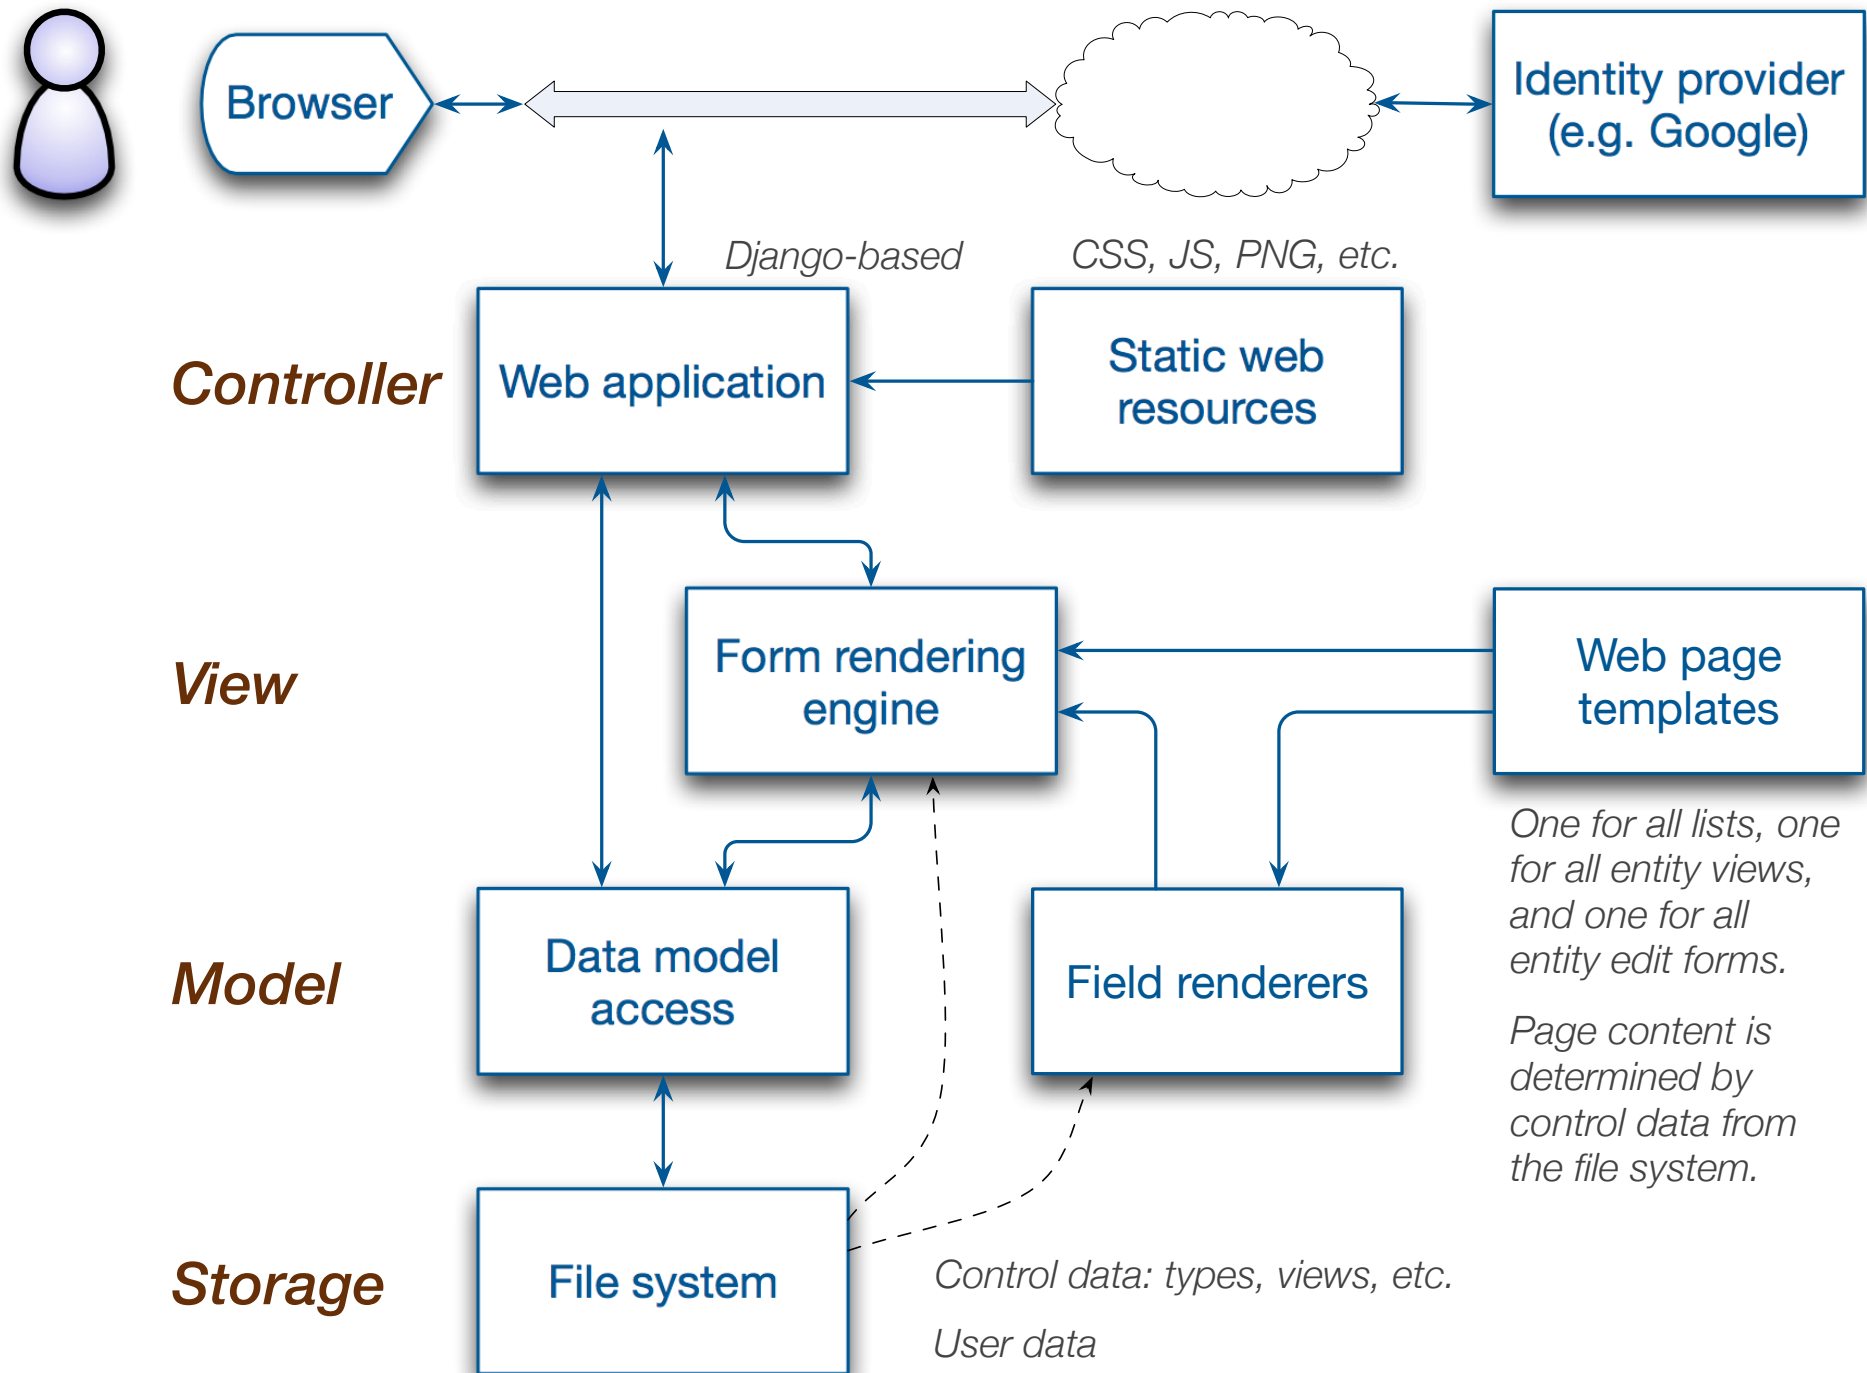 Browser
Identity provider
(e.g. Google)
Django-based
CSS, JS, PNG, etc.
Controller
Web application
Static web
resources
View
Form rendering
engine
Web page
templates
One for all lists, one
for all entity views,
and one for all
entity edit forms.
Page content is
determined by
control data from
the file system.
Model
Data model
access
Field renderers
Storage
File system
Control data: types, views, etc.
User data